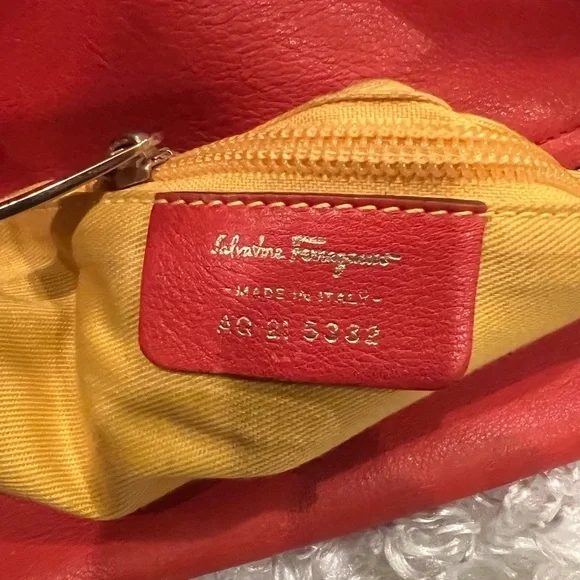 Salvatore Ferragamo
- MADE IN ITALY -
AQ 21 5332